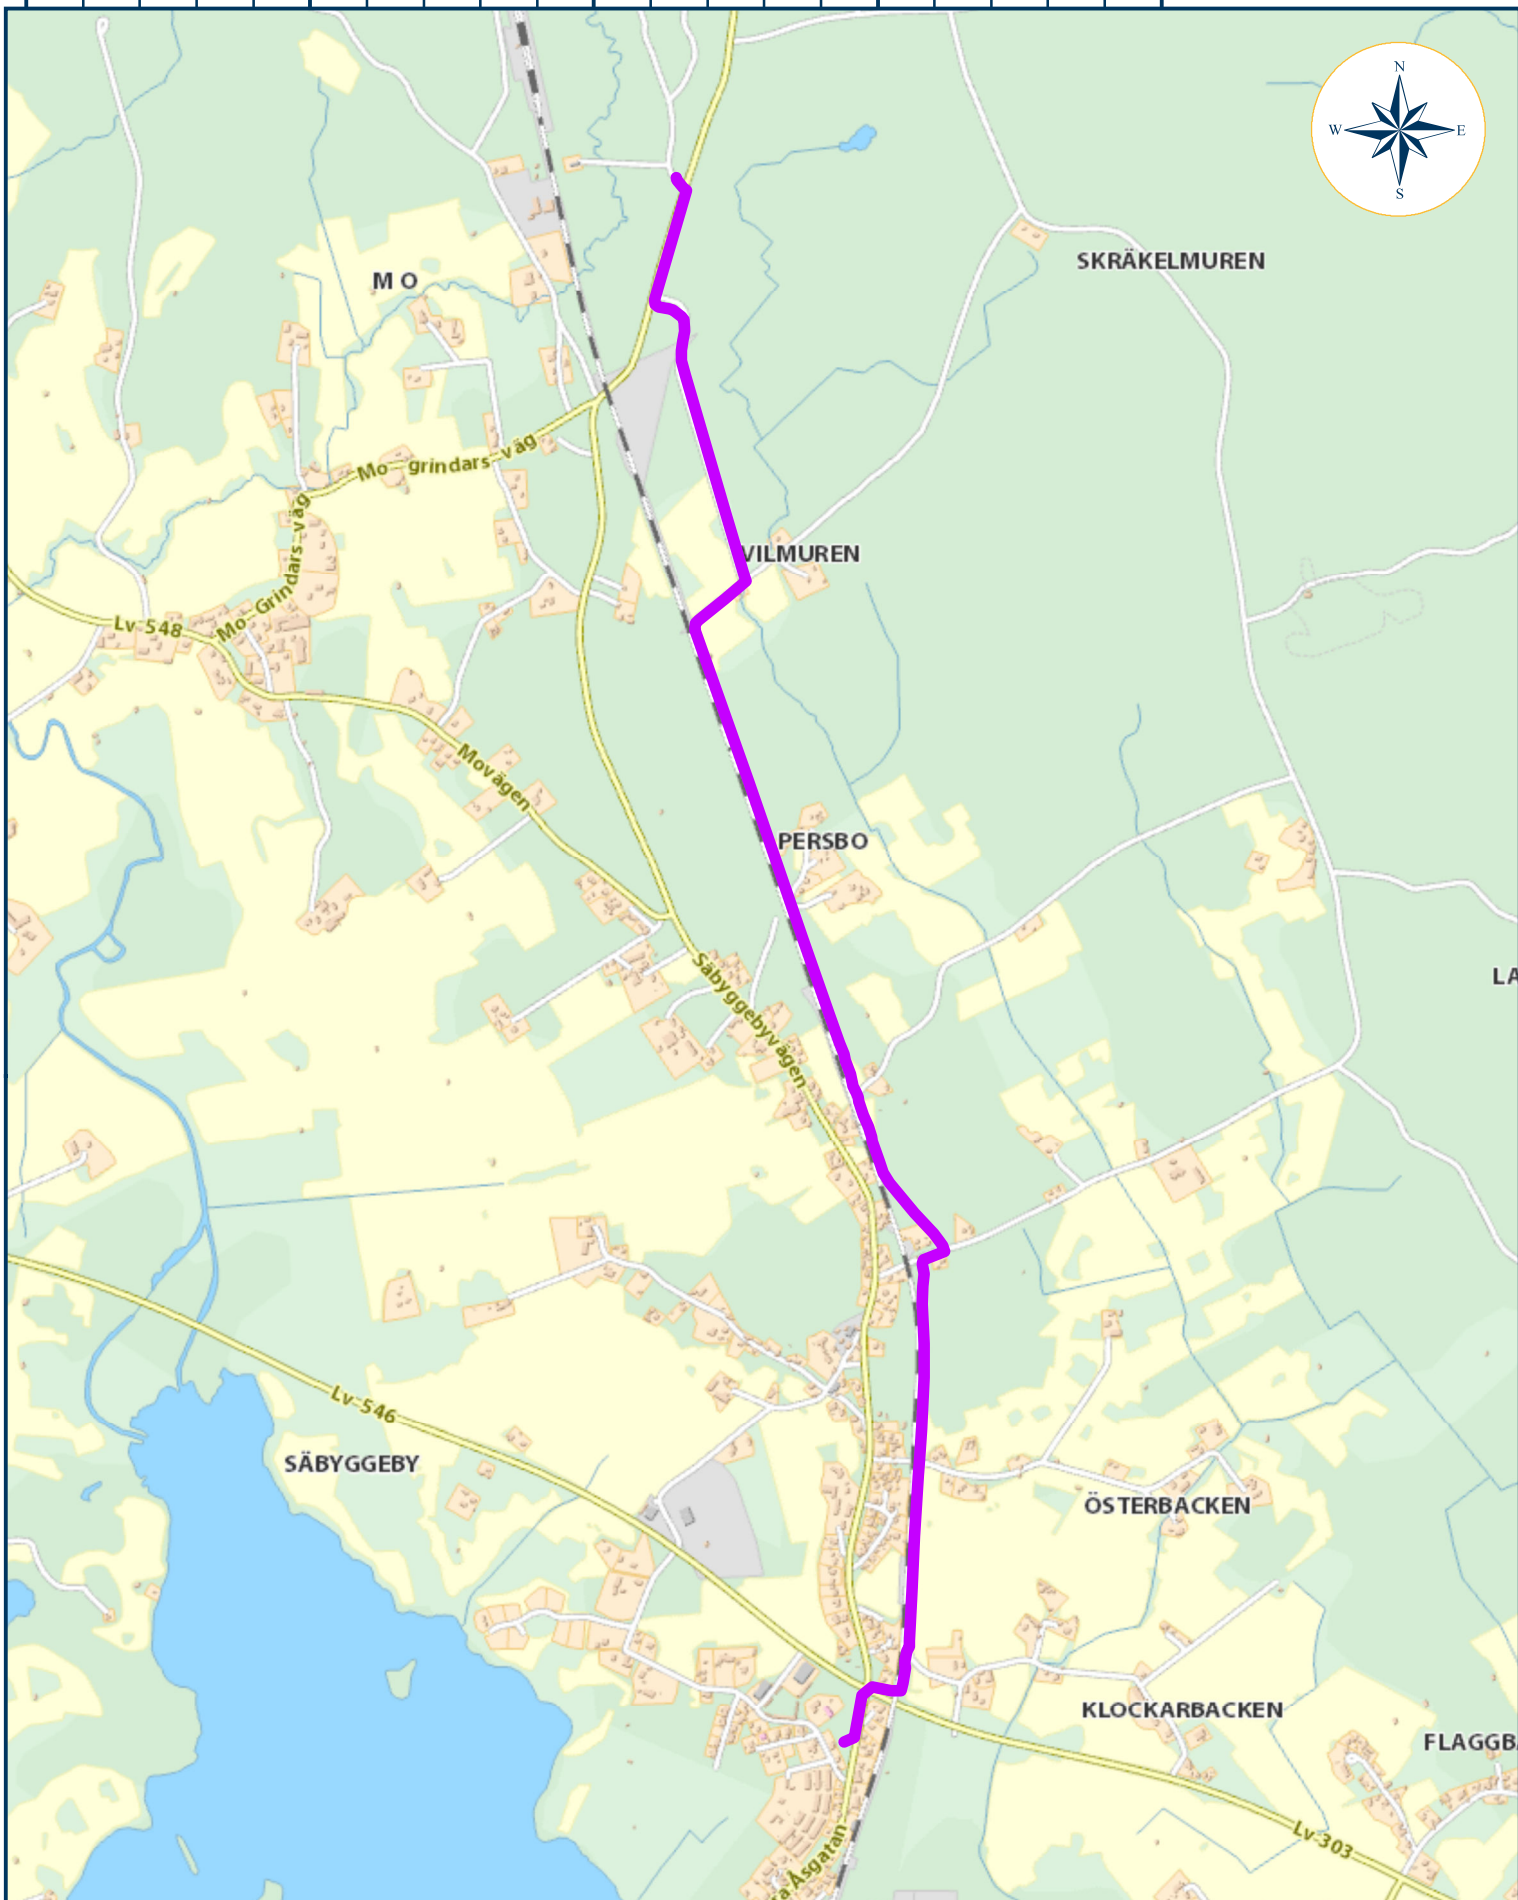 N
W E
S
SKRÄKELMUREN
M O
Mo grindars väg
Mo Grindars väg
VILMUREN
Lv 548
Movägen
PERSBO
Säbyggebyvägen
LA
Lv 546
SÄBYGGEBY
ÖSTERBACKEN
KLOCKARBACKEN
FLAGGB
Lv 303
a Åsgatan